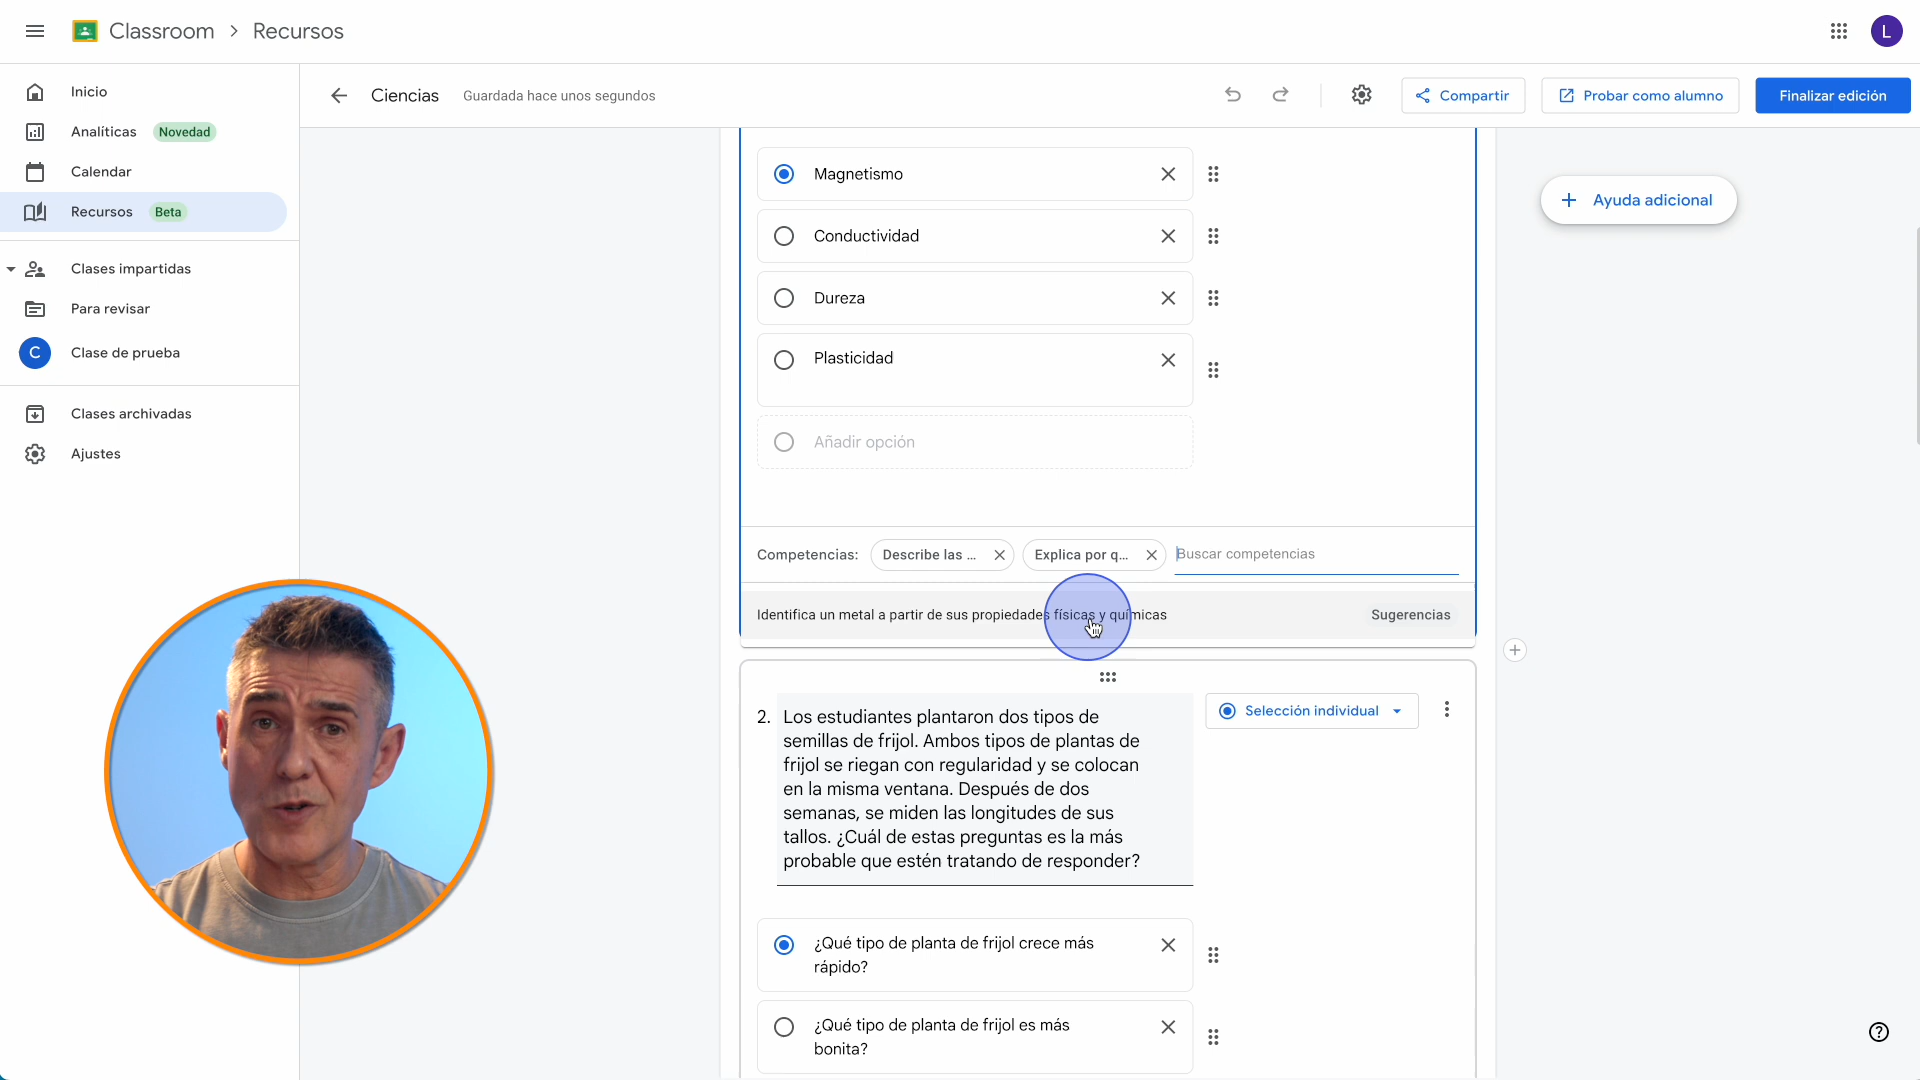 Classroom > Recursos
L
Inicio
Analíticas Novedad
Calendar
Recursos Beta
Clases impartidas
Para revisar
C Clase de prueba
Clases archivadas
Ajustes
Ciencias Guardada hace unos segundos
Compartir
Probar como alumno
Finalizar edición
Magnetismo
Conductividad
Dureza
Plasticidad
Añadir opción
Ayuda adicional
Competencias: Describe las ... Explica por q... Buscar competencias
Identifica un metal a partir de sus propiedades físicas y químicas Sugerencias
2. Los estudiantes plantaron dos tipos de
semillas de frijol. Ambos tipos de plantas de
frijol se riegan con regularidad y se colocan
en la misma ventana. Después de dos
semanas, se miden las longitudes de sus
tallos. ¿Cuál de estas preguntas es la más
probable que estén tratando de responder?
Selección individual
¿Qué tipo de planta de frijol crece más
rápido?
¿Qué tipo de planta de frijol es más
bonita?